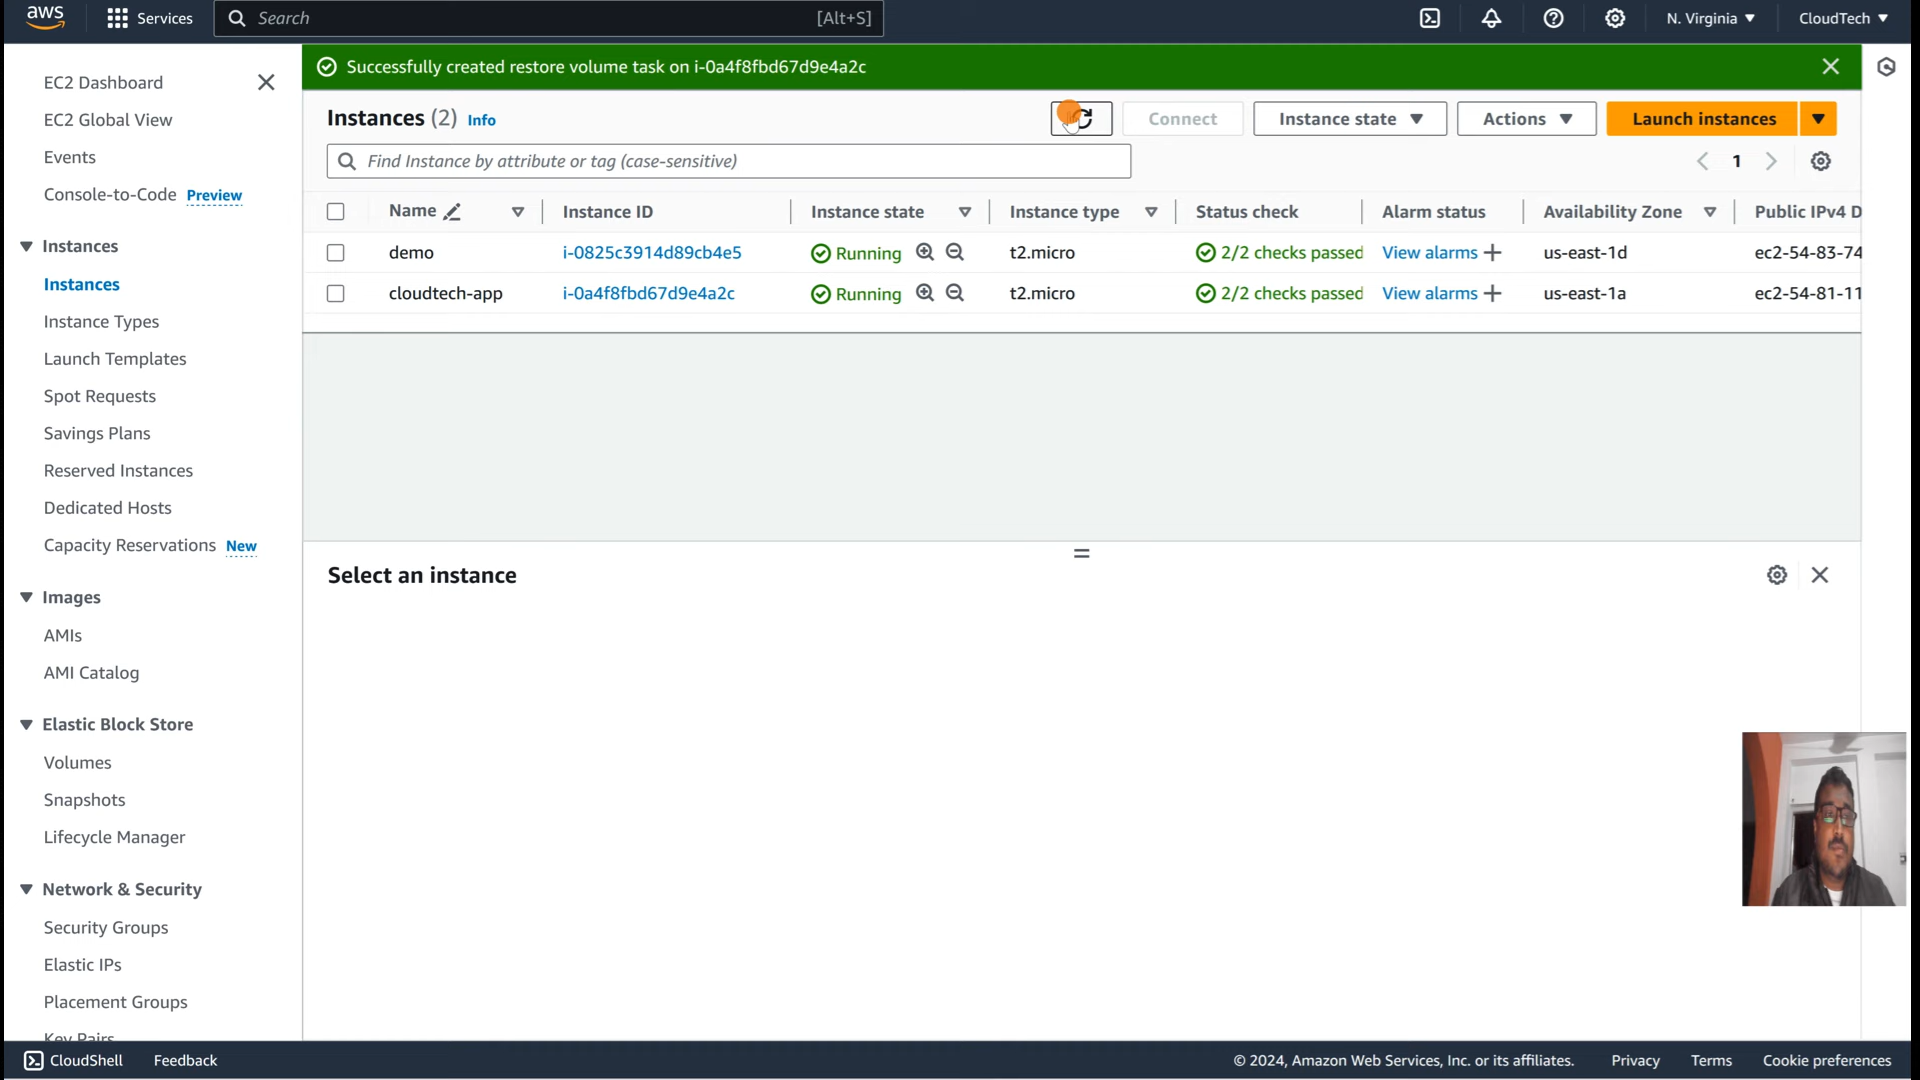 aws
Services
Search
[Alt+S]
N. Virginia
CloudTech
EC2 Dashboard
EC2 Global View
Events
Console-to-Code Preview
Instances
Instances
Instance Types
Launch Templates
Spot Requests
Savings Plans
Reserved Instances
Dedicated Hosts
Capacity Reservations New
Images
AMIs
AMI Catalog
Elastic Block Store
Volumes
Snapshots
Lifecycle Manager
Network & Security
Security Groups
Elastic IPs
Placement Groups
Key Pairs
Successfully created restore volume task on i-0a4f8fbd67d9e4a2c
Instances (2) Info
Connect
Instance state
Actions
Launch instances
Find Instance by attribute or tag (case-sensitive)
1
Name Instance ID Instance state Instance type Status check Alarm status Availability Zone Public IPv4 D
demo i-0825c3914d89cb4e5 Running t2.micro 2/2 checks passed View alarms us-east-1d ec2-54-83-74
cloudtech-app i-0a4f8fbd67d9e4a2c Running t2.micro 2/2 checks passed View alarms us-east-1a ec2-54-81-11
Select an instance
CloudShell
Feedback
© 2024, Amazon Web Services, Inc. or its affiliates.
Privacy
Terms
Cookie preferences